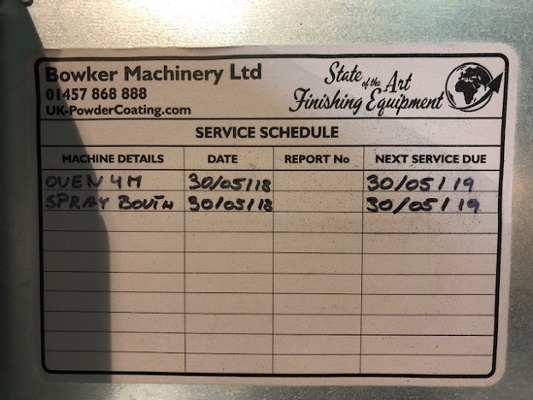 Bowker Machinery Ltd
01457 868 888
UK-PowderCoating.com
State of the Art
Finishing Equipment
SERVICE SCHEDULE
MACHINE DETAILS DATE REPORT No NEXT SERVICE DUE
OVEN 4M 30/05/18 30/05/19
SPRAY BOUTH 30/05/18 30/05/19